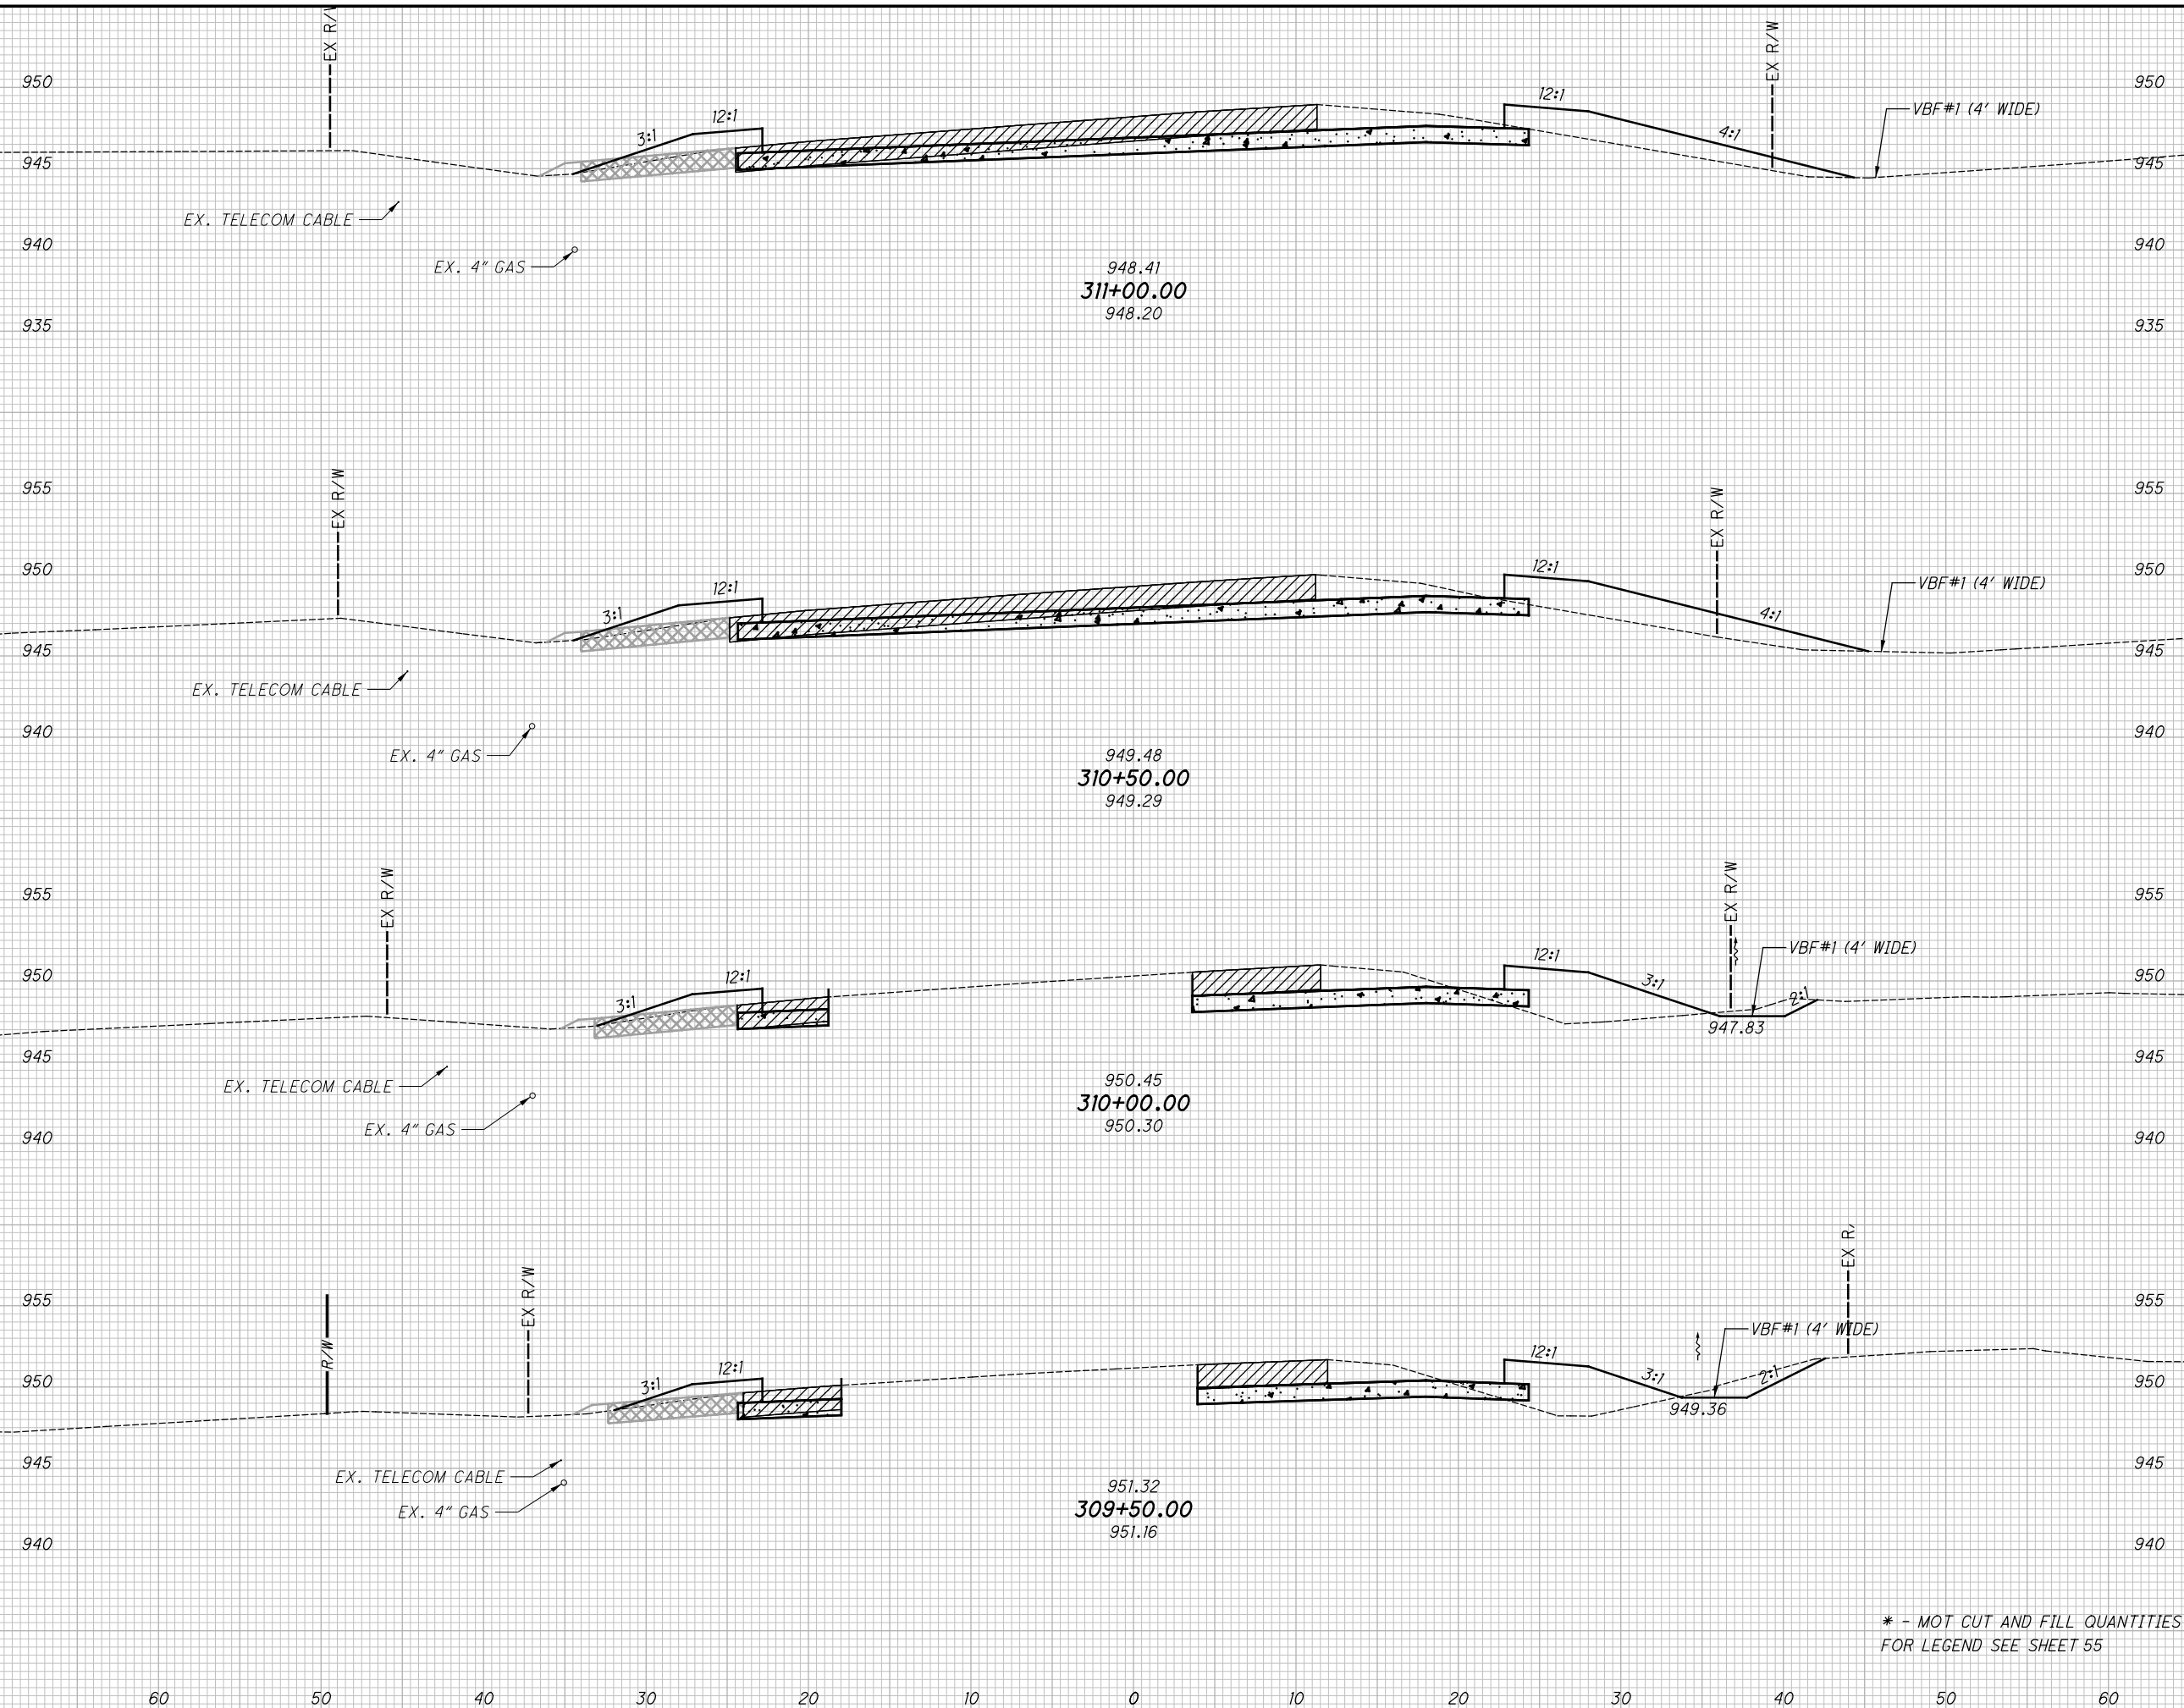 EX R/W
EX R/W
950
12:1
12:1
950
VBF#1 (4' WIDE)
3:1
4:1
945
945
EX. TELECOM CABLE
940
940
EX. 4" GAS
948.41
311+00.00
948.20
935
935
EX R/W
EX R/W
955
955
950
12:1
12:1
950
VBF#1 (4' WIDE)
3:1
4:1
945
945
EX. TELECOM CABLE
940
940
EX. 4" GAS
949.48
310+50.00
949.29
EX R/W
EX R/W
955
955
VBF#1 (4' WIDE)
950
12:1
12:1
950
3:1
3:1
2:1
947.83
945
945
EX. TELECOM CABLE
EX. 4" GAS
950.45
310+00.00
950.30
940
940
EX R/W
EX R/
955
955
R/W
VBF#1 (4' WIDE)
12:1
12:1
950
3:1
3:1
2:1
950
949.36
945
945
EX. TELECOM CABLE
EX. 4" GAS
951.32
309+50.00
951.16
940
940
* - MOT CUT AND FILL QUANTITIES
FOR LEGEND SEE SHEET 55
60 50 40 30 20 10 0 10 20 30 40 50 60